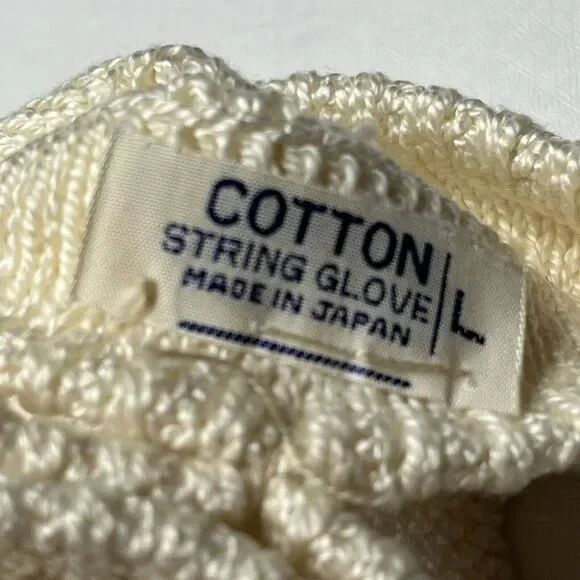 COTTON
STRING GLOVE
MADE IN JAPAN
L